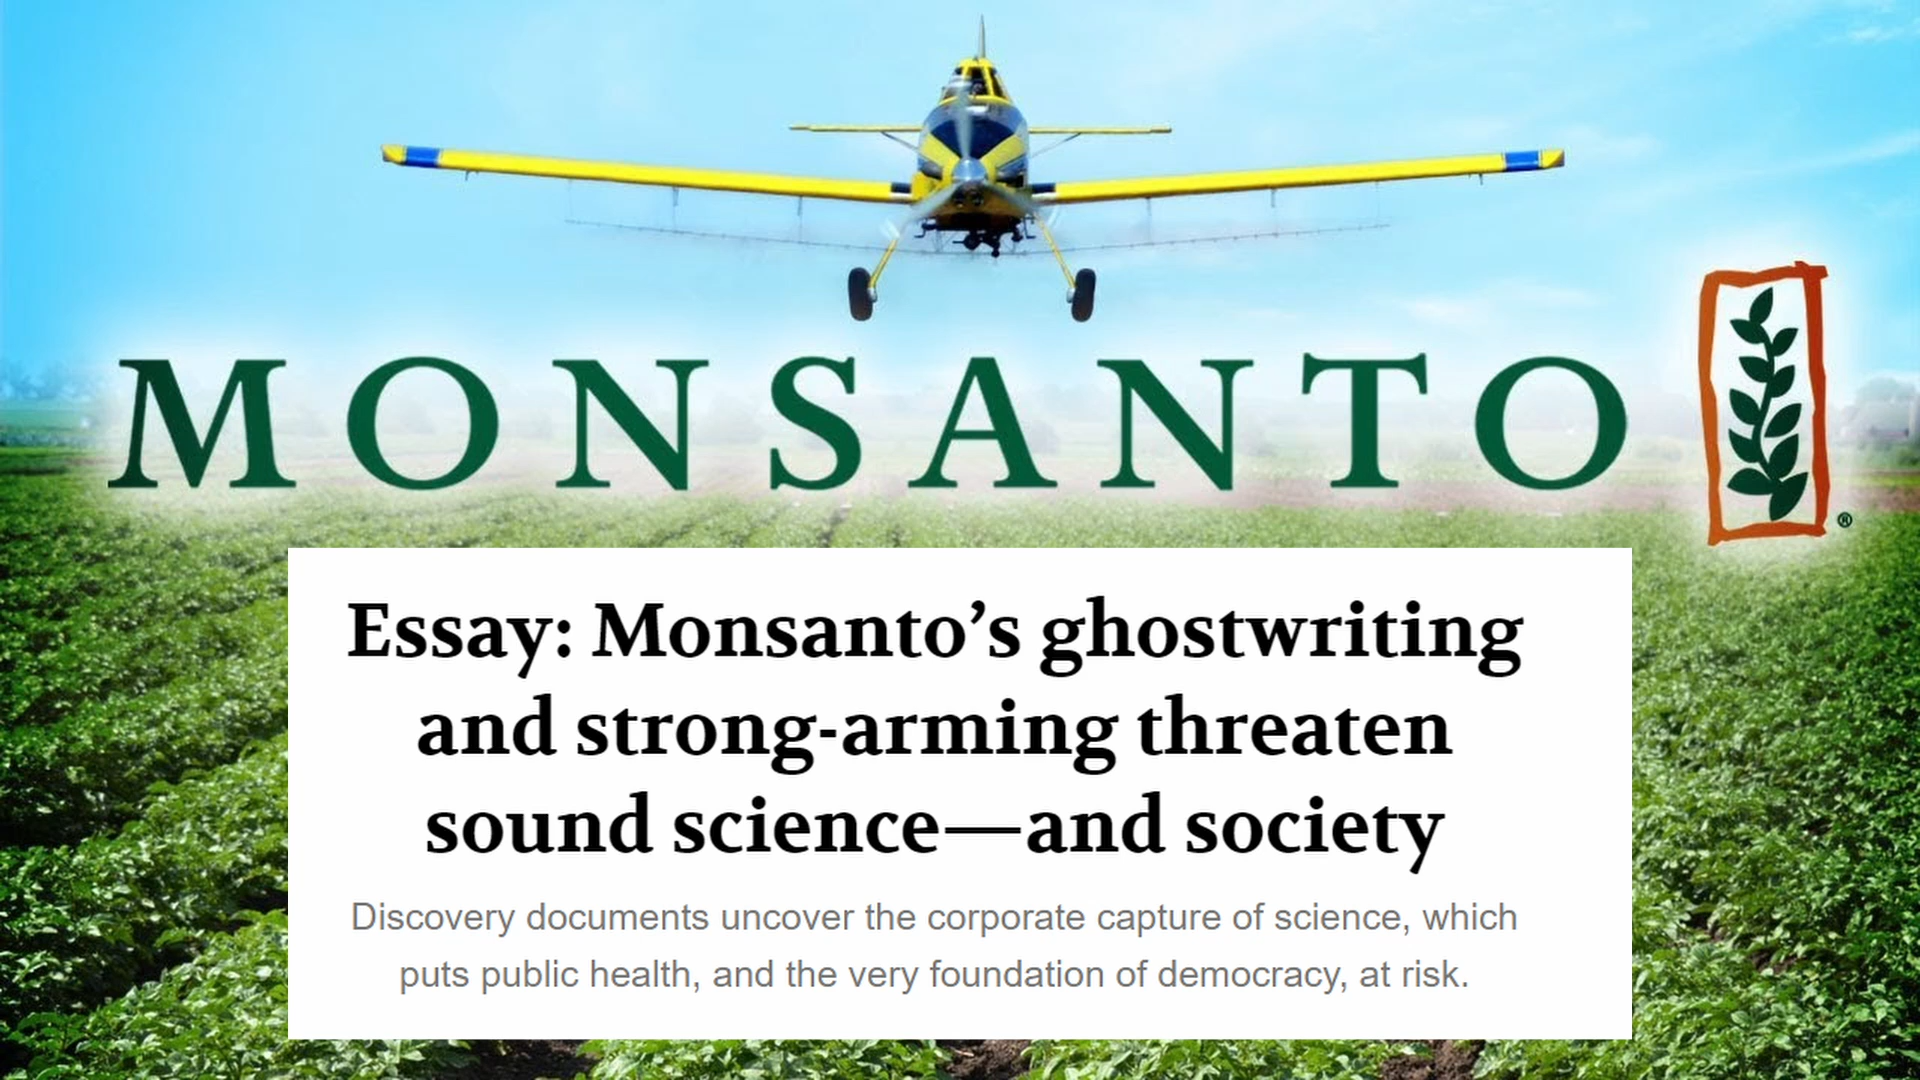 MONSANTO
®
Essay: Monsanto’s ghostwriting
and strong-arming threaten
sound science—and society
Discovery documents uncover the corporate capture of science, which
puts public health, and the very foundation of democracy, at risk.